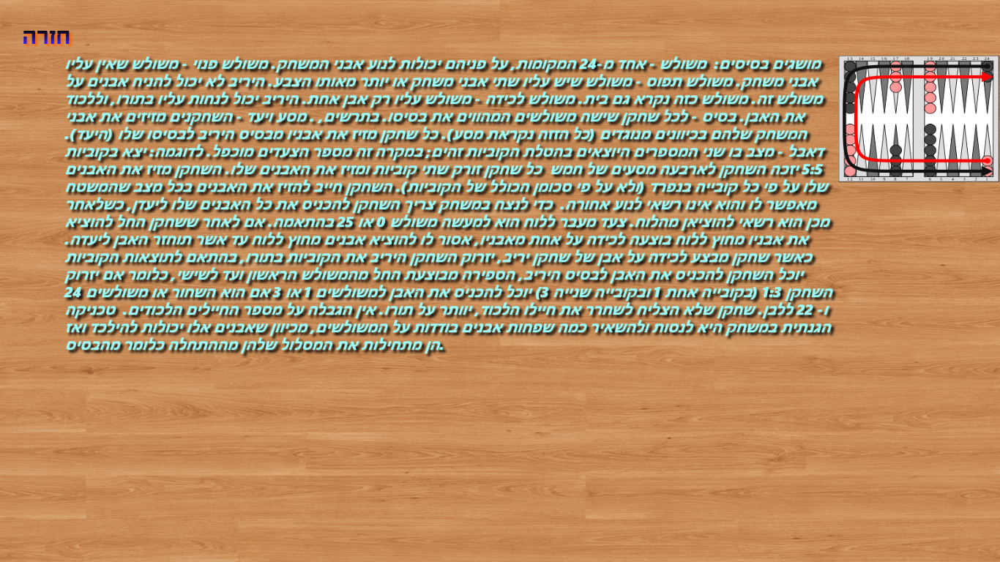 חזרה
מושגים בסיסים: משולש - אחד מ-24 המקומות, על פניהם יכולות לנוע אבני המשחק. משולש פנוי - משולש שאין עליו
אבני משחק. משולש תפוס - משולש שיש עליו שתי אבני משחק או יותר מאותו הצבע. היריב לא יכול להניח אבנים על
משולש זה. משולש כזה נקרא גם בית. משולש לכידה - משולש עליו רק אבן אחת. היריב יכול לנחות עליו בתורו, וללכוד
את האבן. בסיס - לכל שחקן שישה משולשים המהווים את בסיסו. בתרשים, . מסע ויעד - השחקנים מזיזים את אבני
המשחק שלהם בכיוונים מנוגדים (כל הזזה נקראת מסע). כל שחקן מזיז את אבניו מבסיס היריב לבסיסו שלו (היעד).
דאבל - מצב בו שני המספרים היוצאים בהטלת הקוביות זהים; במקרה זה מספר הצעדים מוכפל. לדוגמה: יצא בקוביות
5:5 יזכה השחקן לארבעה מסעים של חמש כל שחקן זורק שתי קוביות ומזיז את האבנים שלו. השחקן מזיז את האבנים
שלו על פי כל קובייה בנפרד (ולא על פי סכומן הכולל של הקוביות). השחקן חייב להזיז את האבנים בכל מצב שהמשטח
מאפשר לו והוא אינו רשאי לנוע אחורה. כדי לנצח במשחק צריך השחקן להכניס את כל האבנים שלו ליעדן, כשלאחר
מכן הוא רשאי להוציאן מהלוח. צעד מעבר ללוח הוא למעשה משולש 0 או 25 בהתאמה. אם לאחר ששחקן החל להוציא
את אבניו מחוץ ללוח בוצעה לכידה על אחת מאבניו, אסור לו להוציא אבנים מחוץ ללוח עד אשר תוחזר האבן ליעדה.
כאשר שחקן מבצע לכידה על אבן של שחקן יריב, יזרוק השחקן היריב את הקוביות בתורו, בהתאם לתוצאות הקוביות
יוכל השחקן להכניס את האבן לבסיס היריב, הספירה מבוצעת החל מהמשולש הראשון ועד לשישי, כלומר אם יזרוק
השחקן 1:3 (בקובייה אחת 1 ובקובייה שנייה 3) יוכל להכניס את האבן למשולשים 1 או 3 אם הוא השחור או משולשים 24
ו- 22 ללבן. שחקן שלא הצליח לשחרר את חיילו הלכוד, יוותר על תורו. אין הגבלה על מספר החיילים הלכודים. טכניקה
הגנתית במשחק היא לנסות ולהשאיר כמה שפחות אבנים בודדות על המשולשים, מכיוון שאבנים אלו יכולות להילכד ואז
הן מתחילות את המסלול שלהן מההתחלה כלומר מהבסיס.
13 14 15 16 17 18 19 20 21 22 23 24
12 11 10 9 8 7 6 5 4 3 2 1